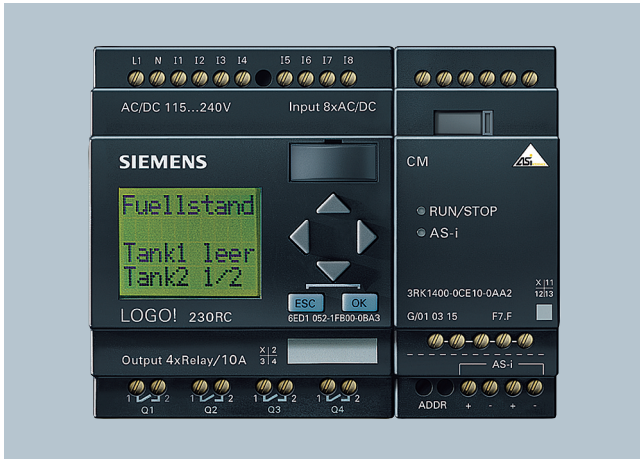 L1 N I1 I2 I3 I4 I5 I6 I7 I8
AC/DC 115...240V Input 8xAC/DC
SIEMENS
Fuellstand
Tank1 leer
Tank2 1/2
ESC OK
LOGO! 230RC 6ED1 052-1FB00-0BA3
Output 4xRelay/10A X 2
3 4
1 2 1 2 1 2 1 2
Q1 Q2 Q3 Q4
CM ASi
RUN/STOP
AS-i
3RK1400-0CE10-0AA2 X 11
12 13
G/01 03 15 F7.F
AS-i
ADDR + - + -